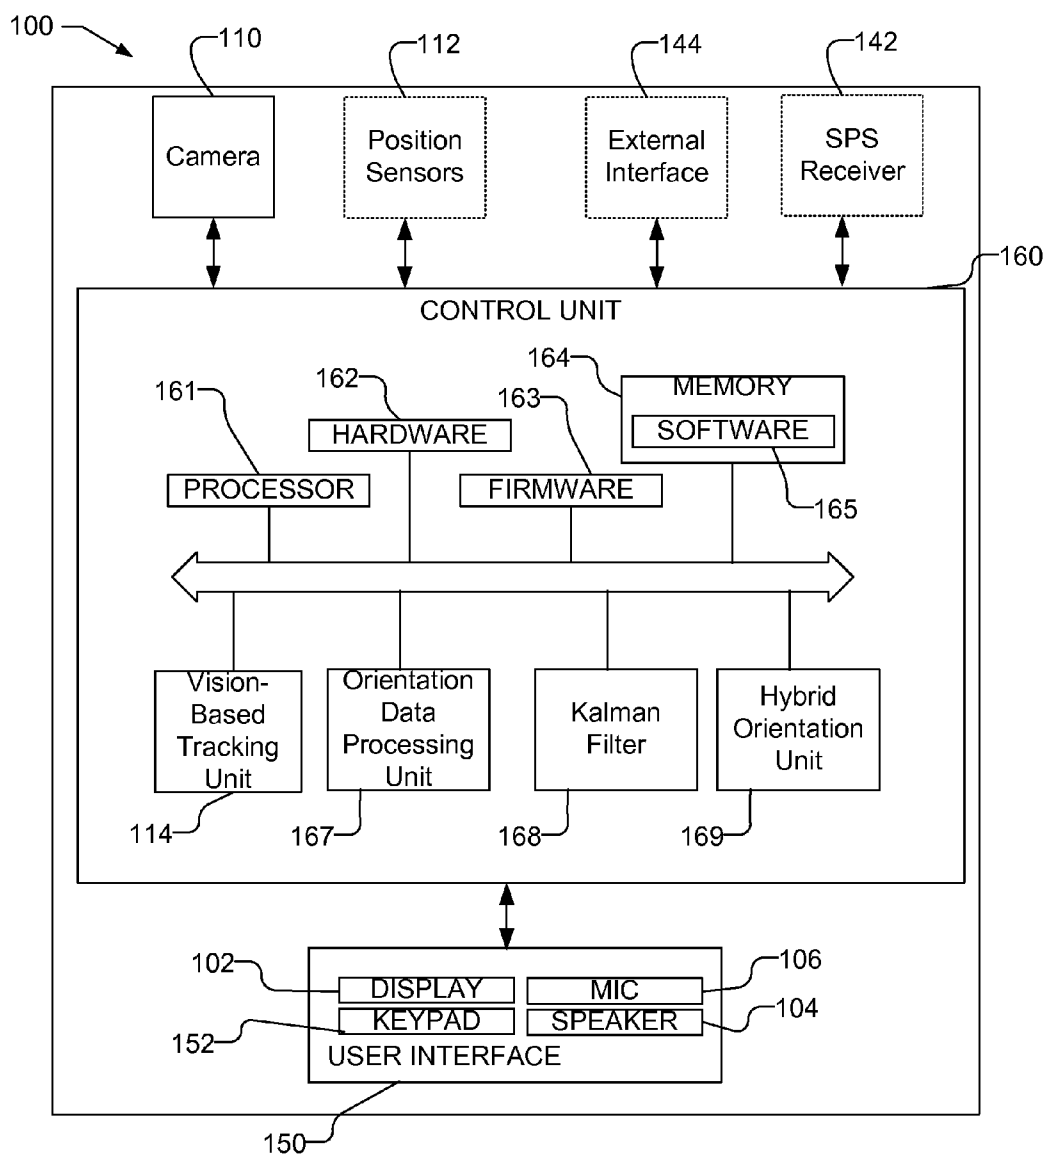 100
110
112
144
142
Camera
Position
Sensors
External
Interface
SPS
Receiver
160
CONTROL UNIT
161
162
163
164
MEMORY
SOFTWARE
HARDWARE
PROCESSOR
FIRMWARE
165
Vision-
Based
Tracking
Unit
Orientation
Data
Processing
Unit
Kalman
Filter
Hybrid
Orientation
Unit
114
167
168
169
102
DISPLAY
MIC
106
152
KEYPAD
SPEAKER
104
USER INTERFACE
150